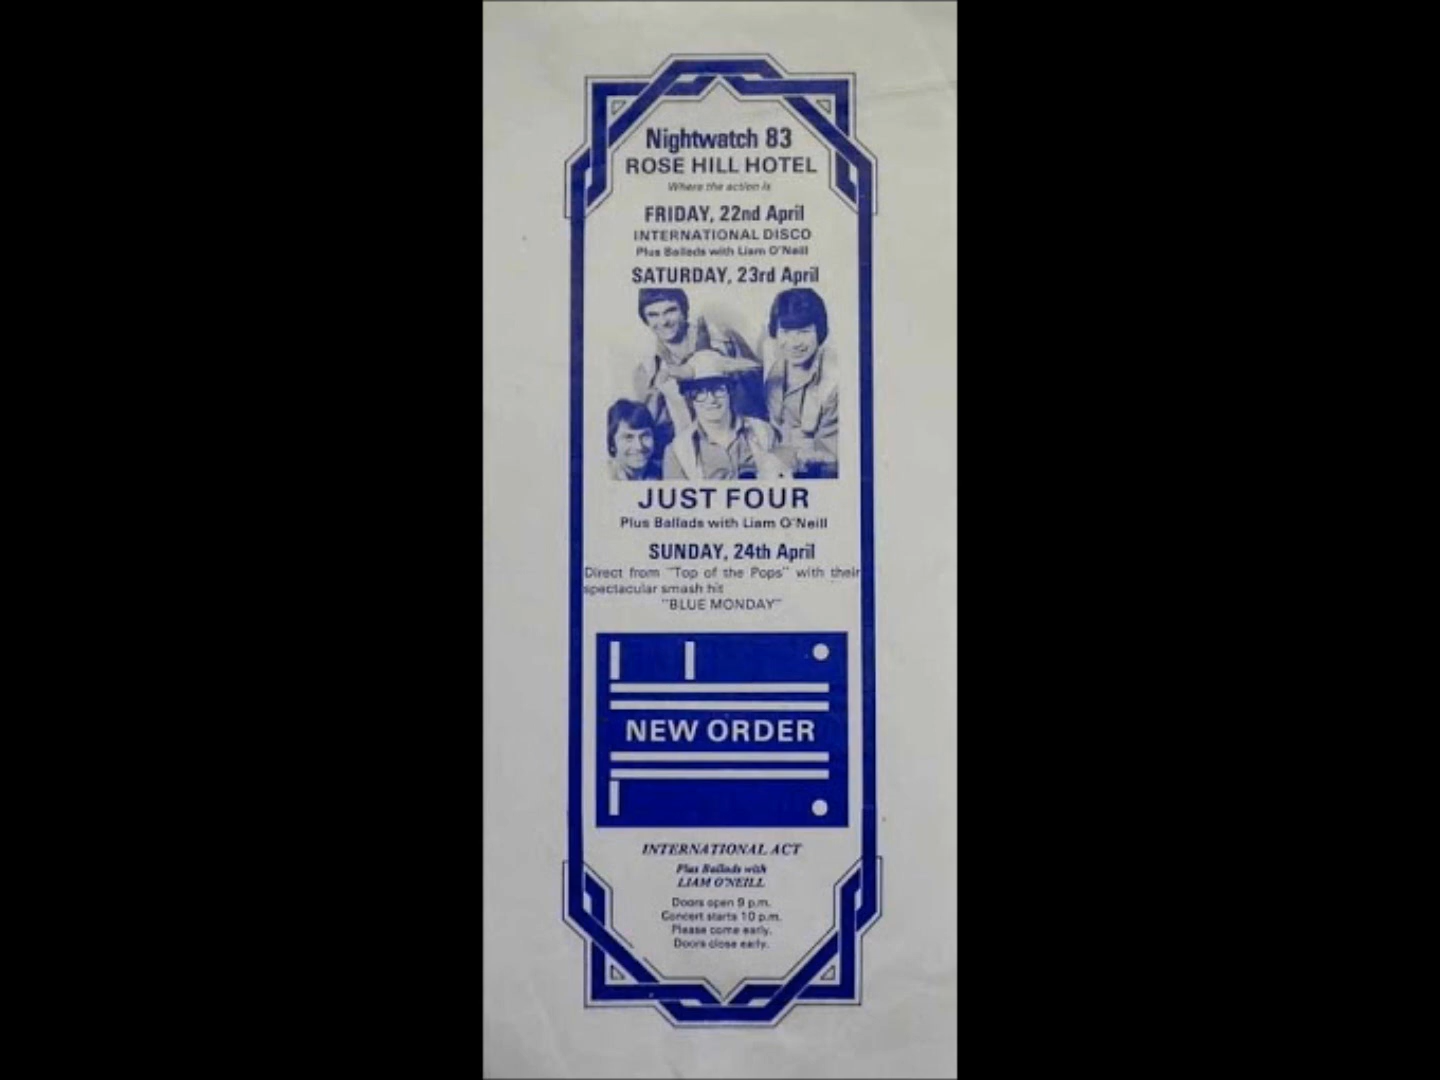 Nightwatch 83
ROSE HILL HOTEL
Where the action is
FRIDAY, 22nd April
INTERNATIONAL DISCO
Plus Ballads with Liam O'Neill
SATURDAY, 23rd April
JUST FOUR
Plus Ballads with Liam O'Neill
SUNDAY, 24th April
Direct from "Top of the Pops" with their
spectacular smash hit
"BLUE MONDAY"
NEW ORDER
INTERNATIONAL ACT
Plus Ballads with
LIAM O'NEILL
Doors open 9 p.m.
Concert starts 10 p.m.
Please come early.
Doors close early.